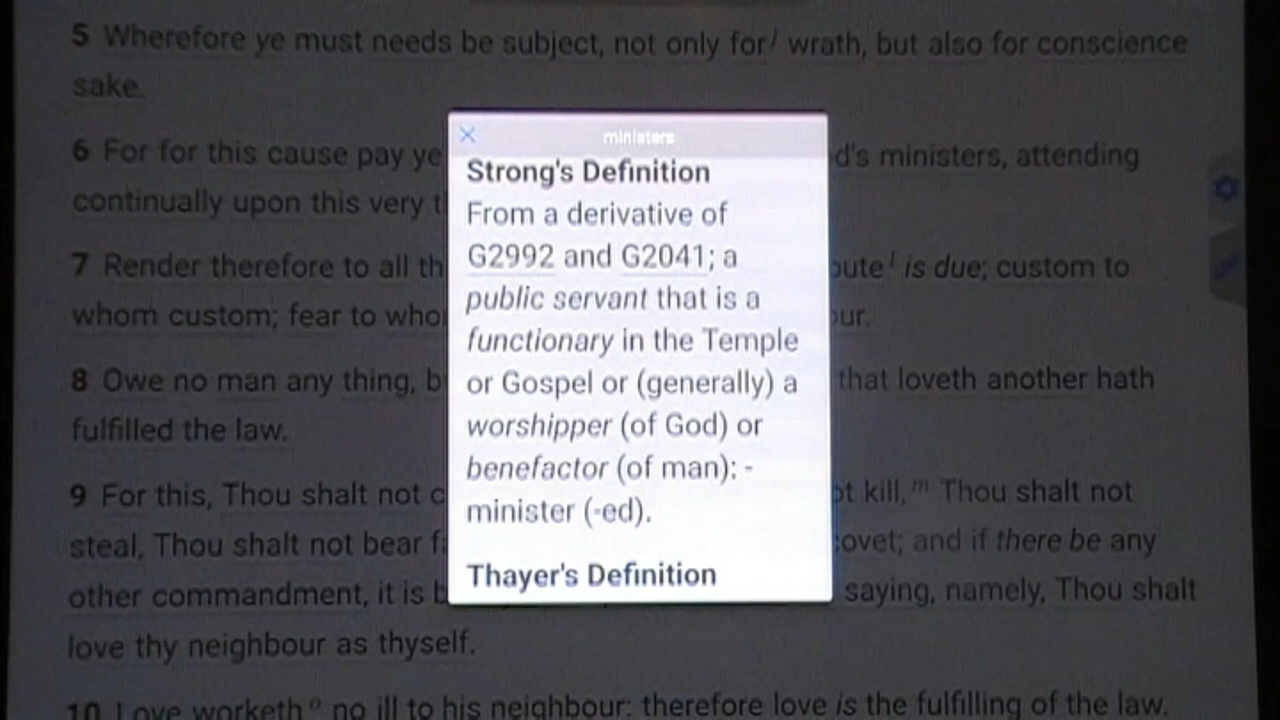 5 Wherefore ye must needs be subject, not only for j wrath, but also for conscience
sake.
6 For for this cause pay ye d's ministers, attending
continually upon this very t
7 Render therefore to all th bute l is due; custom to
whom custom; fear to who our.
8 Owe no man any thing, b that loveth another hath
fulfilled the law.
9 For this, Thou shalt not c ot kill, m Thou shalt not
steal, Thou shalt not bear f covet; and if there be any
other commandment, it is b saying, namely, Thou shalt
love thy neighbour as thyself.
10 Love worketh o no ill to his neighbour: therefore love is the fulfilling of the law.
ministers
Strong's Definition
From a derivative of
G2992 and G2041; a
public servant that is a
functionary in the Temple
or Gospel or (generally) a
worshipper (of God) or
benefactor (of man): -
minister (-ed).
Thayer's Definition